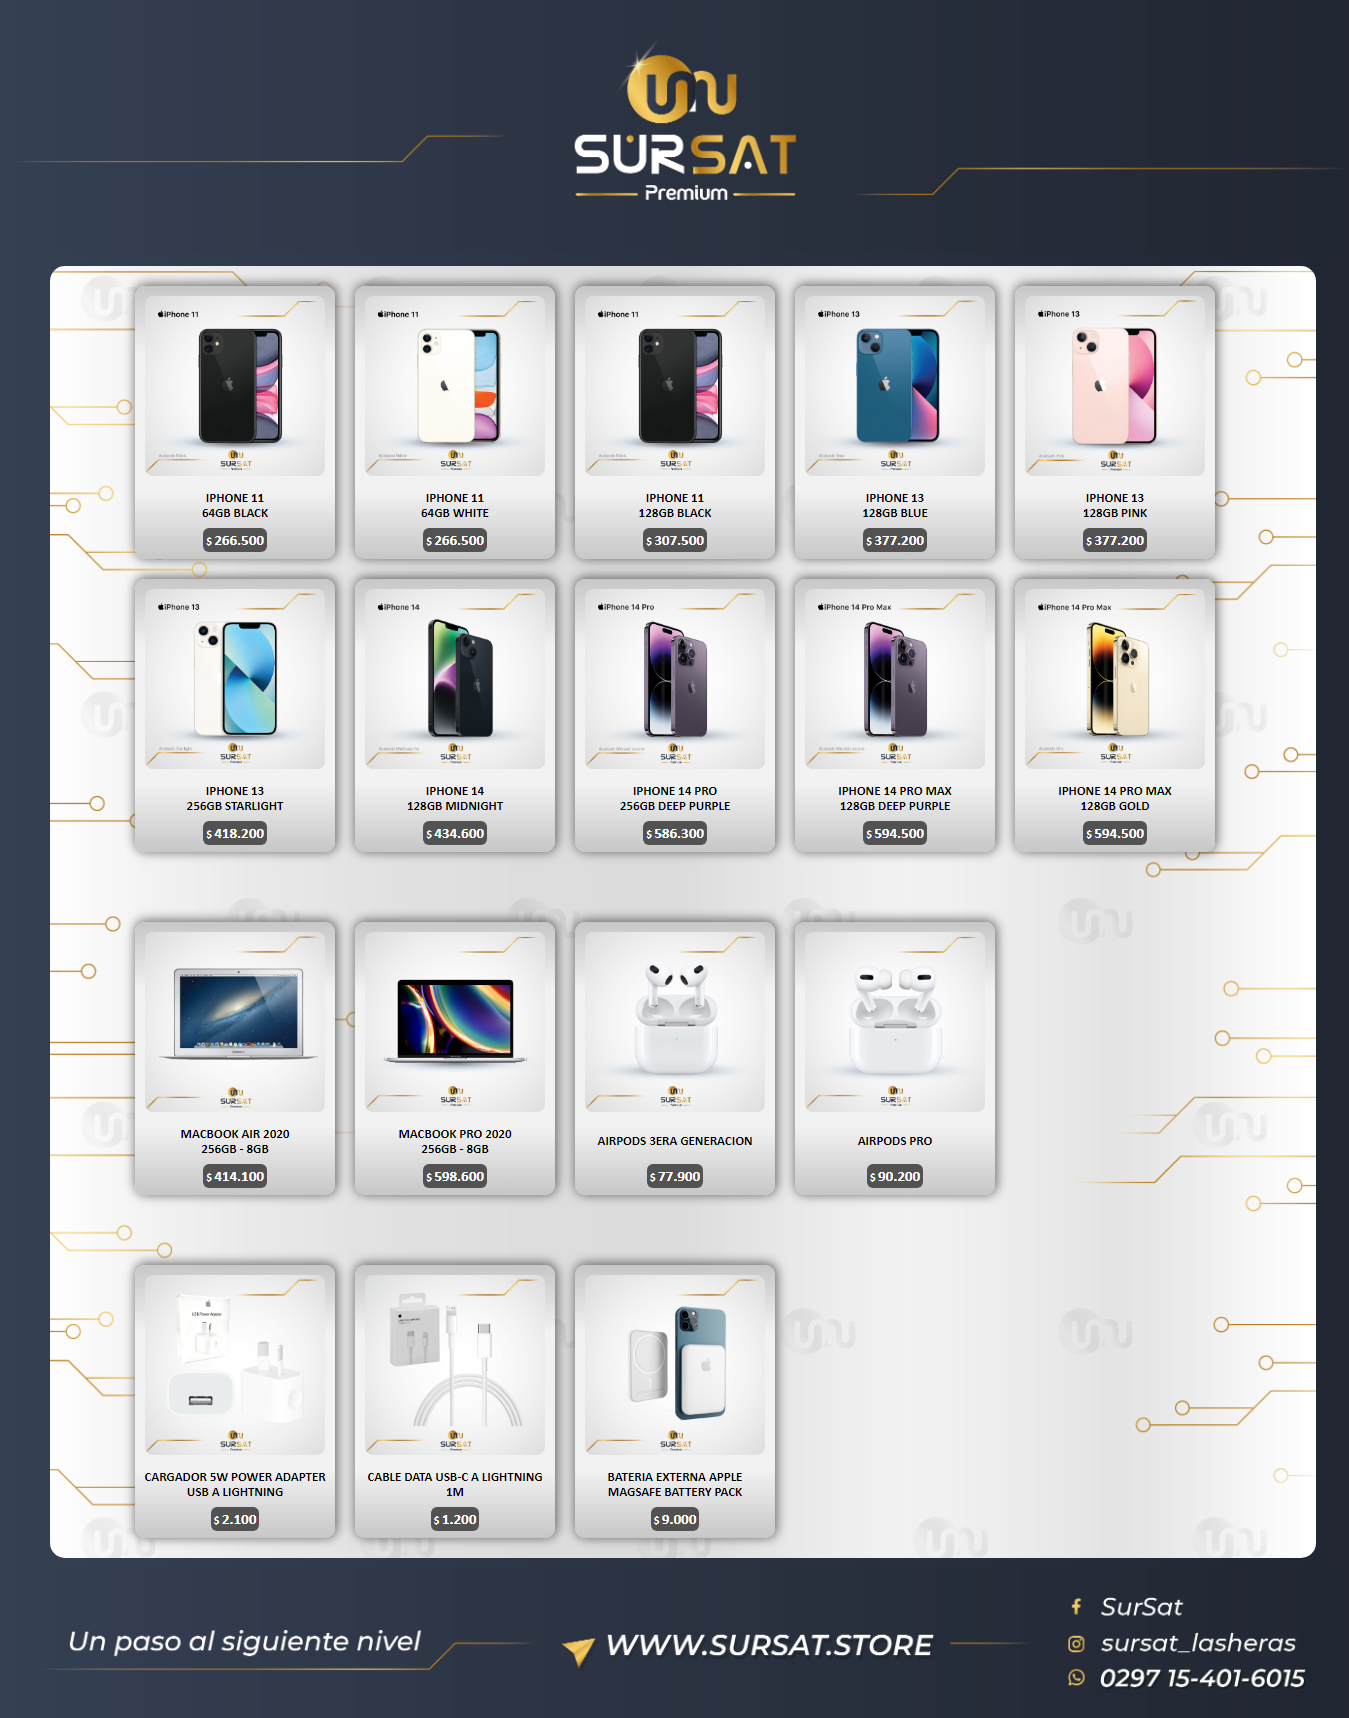 SURSAT
Premium
iPhone 11
iPhone 11
iPhone 11
iPhone 13
iPhone 13
SURSAT
SURSAT
SURSAT
SURSAT
SURSAT
IPHONE 11
64GB BLACK
$ 266.500
IPHONE 11
64GB WHITE
$ 266.500
IPHONE 11
128GB BLACK
$ 307.500
IPHONE 13
128GB BLUE
$ 377.200
IPHONE 13
128GB PINK
$ 377.200
iPhone 13
iPhone 14
iPhone 14 Pro
iPhone 14 Pro Max
iPhone 14 Pro Max
SURSAT
SURSAT
SURSAT
SURSAT
SURSAT
IPHONE 13
256GB STARLIGHT
$ 418.200
IPHONE 14
128GB MIDNIGHT
$ 434.600
IPHONE 14 PRO
256GB DEEP PURPLE
$ 586.300
IPHONE 14 PRO MAX
128GB DEEP PURPLE
$ 594.500
IPHONE 14 PRO MAX
128GB GOLD
$ 594.500
SURSAT
SURSAT
SURSAT
SURSAT
MACBOOK AIR 2020
256GB - 8GB
$ 414.100
MACBOOK PRO 2020
256GB - 8GB
$ 598.600
AIRPODS 3ERA GENERACION
$ 77.900
AIRPODS PRO
$ 90.200
USB Power Adapter
SURSAT
SURSAT
SURSAT
CARGADOR 5W POWER ADAPTER
USB A LIGHTNING
$ 2.100
CABLE DATA USB-C A LIGHTNING
1M
$ 1.200
BATERIA EXTERNA APPLE
MAGSAFE BATTERY PACK
$ 9.000
Un paso al siguiente nivel
WWW.SURSAT.STORE
SurSat
sursat_lasheras
0297 15-401-6015